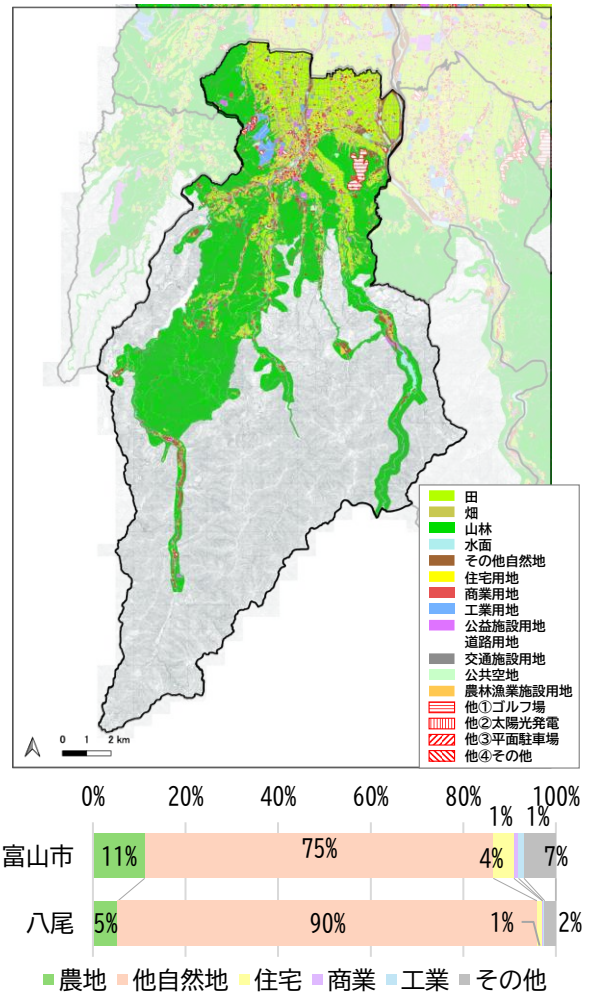 田
畑
山林
水面
その他自然地
住宅用地
商業用地
工業用地
公益施設用地
道路用地
交通施設用地
公共空地
農林漁業施設用地
他①ゴルフ場
他②太陽光発電
他③平面駐車場
他④その他
0 1 2 km
0% 20% 40% 60% 80% 100%
1% 1%
富山市 11% 75% 4% 7%
八尾 5% 90% 1% 2%
農地 他自然地 住宅 商業 工業 その他